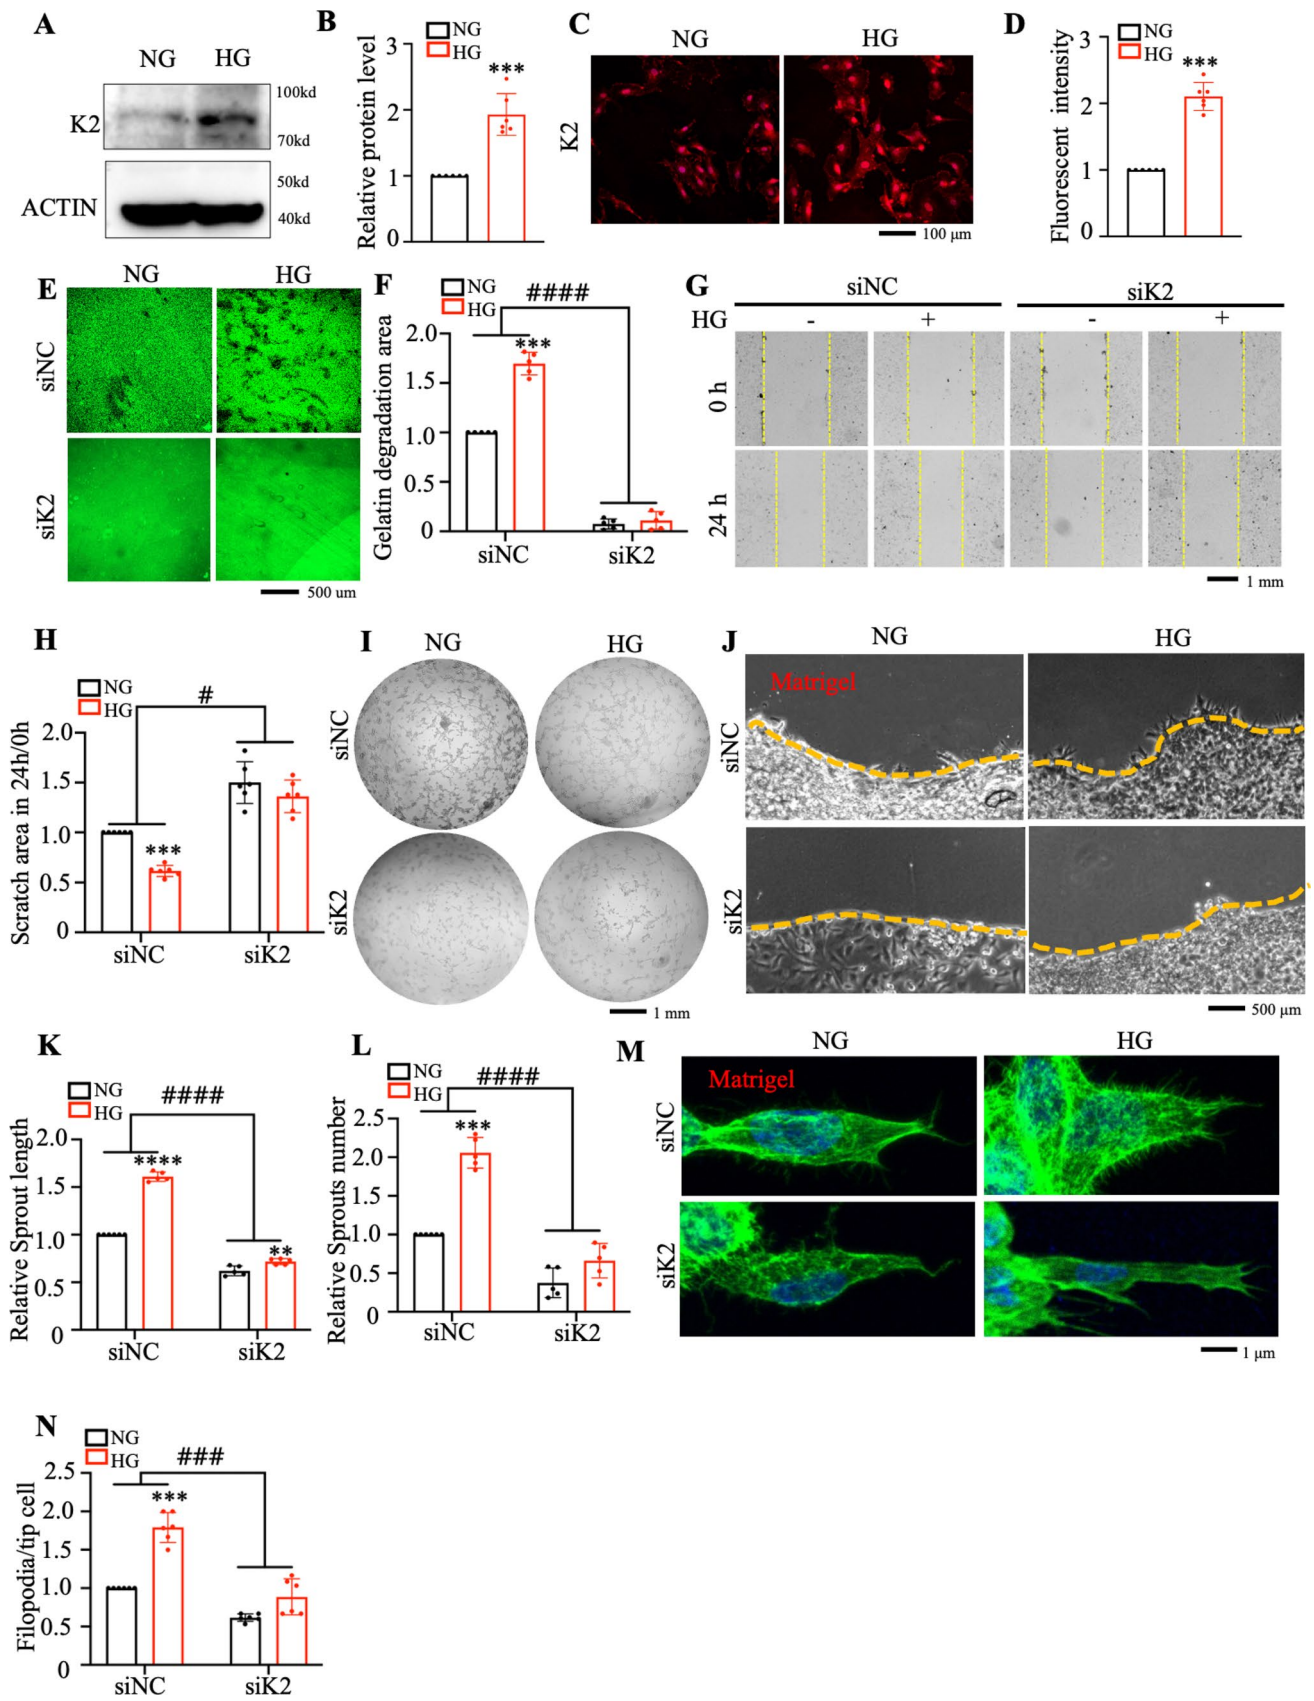 A
NG HG
K2
100kd
70kd
ACTIN
50kd
40kd
B
NG
HG
Relative protein level
3
2
1
0
***
C
NG HG
K2
100 μm
D
NG
HG
Fluorescent intensity
3
2
1
0
***
E
NG HG
siNC
siK2
500 um
F
NG
HG
Gelatin degradation area
2.0
1.5
1.0
0.5
0
***
####
siNC siK2
G
siNC siK2
HG - + - +
0 h
24 h
1 mm
H
NG
HG
Scratch area in 24h/0h
2.0
1.5
1.0
0.5
0
***
#
siNC siK2
I
NG HG
siNC
siK2
1 mm
J
NG HG
Matrigel
siNC
siK2
500 μm
K
NG
HG
Relative Sprout length
2.0
1.5
1.0
0.5
0
****
####
**
siNC siK2
L
NG
HG
Relative Sprouts number
2.5
2.0
1.5
1.0
0.5
0
***
####
siNC siK2
M
NG HG
Matrigel
siNC
siK2
1 μm
N
NG
HG
Filopodia/tip cell
2.5
2.0
1.5
1.0
0.5
0
***
###
siNC siK2